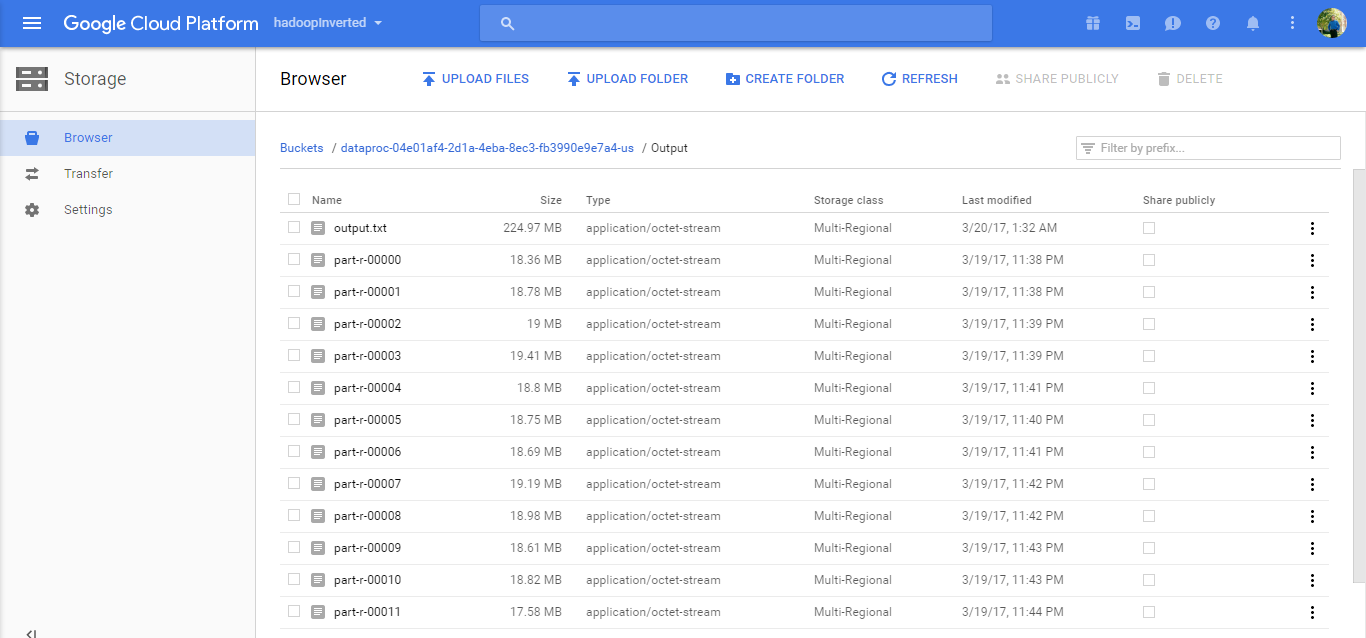 Google Cloud Platform hadoopInverted
Storage
Browser UPLOAD FILES UPLOAD FOLDER CREATE FOLDER REFRESH SHARE PUBLICLY DELETE
Browser
Transfer
Settings
Buckets / dataproc-04e01af4-2d1a-4eba-8ec3-fb3990e9e7a4-us / Output Filter by prefix...
Name Size Type Storage class Last modified Share publicly
output.txt 224.97 MB application/octet-stream Multi-Regional 3/20/17, 1:32 AM
part-r-00000 18.36 MB application/octet-stream Multi-Regional 3/19/17, 11:38 PM
part-r-00001 18.78 MB application/octet-stream Multi-Regional 3/19/17, 11:38 PM
part-r-00002 19 MB application/octet-stream Multi-Regional 3/19/17, 11:39 PM
part-r-00003 19.41 MB application/octet-stream Multi-Regional 3/19/17, 11:39 PM
part-r-00004 18.8 MB application/octet-stream Multi-Regional 3/19/17, 11:41 PM
part-r-00005 18.75 MB application/octet-stream Multi-Regional 3/19/17, 11:40 PM
part-r-00006 18.69 MB application/octet-stream Multi-Regional 3/19/17, 11:41 PM
part-r-00007 19.19 MB application/octet-stream Multi-Regional 3/19/17, 11:42 PM
part-r-00008 18.98 MB application/octet-stream Multi-Regional 3/19/17, 11:42 PM
part-r-00009 18.61 MB application/octet-stream Multi-Regional 3/19/17, 11:43 PM
part-r-00010 18.82 MB application/octet-stream Multi-Regional 3/19/17, 11:43 PM
part-r-00011 17.58 MB application/octet-stream Multi-Regional 3/19/17, 11:44 PM